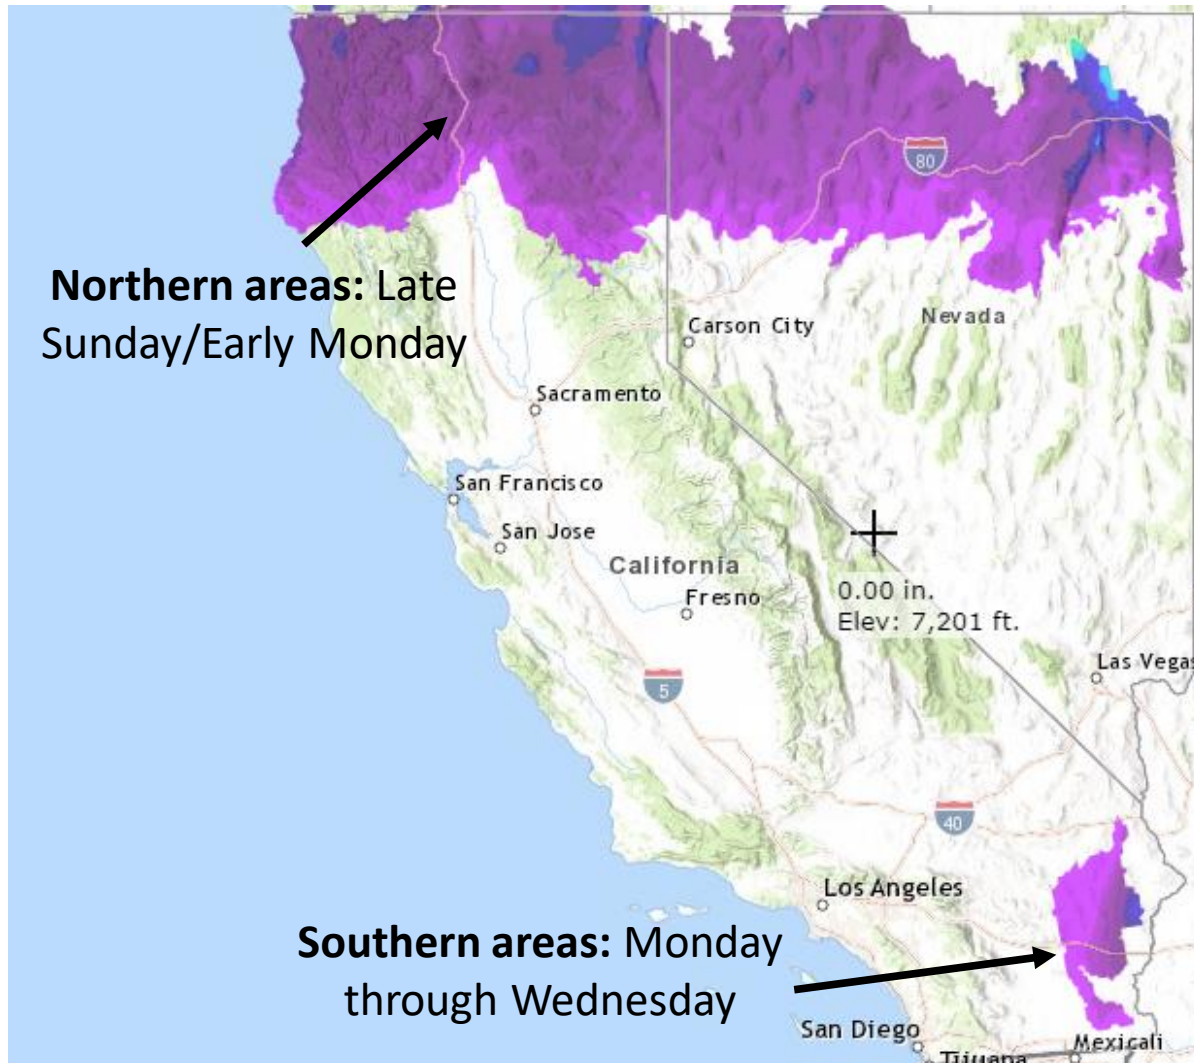 80
Northern areas: Late
Sunday/Early Monday
Carson City
Nevada
Sacramento
San Francisco
San Jose
California
0.00 in.
Fresno
Elev: 7,201 ft.
Las Vegas
5
40
Los Angeles
Southern areas: Monday
through Wednesday
San Diego
Mexicali
Tijuana